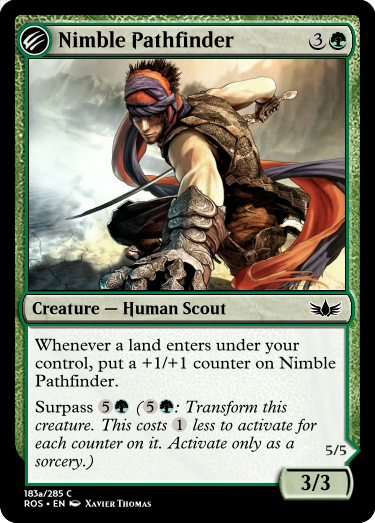 Nimble Pathfinder 3
Creature — Human Scout
Whenever a land enters under your
control, put a +1/+1 counter on Nimble
Pathfinder.
Surpass 5 (5: Transform this
creature. This costs 1 less to activate for
each counter on it. Activate only as a
sorcery.)
5/5
3/3
183a/285 C
ROS • EN Xavier Thomas